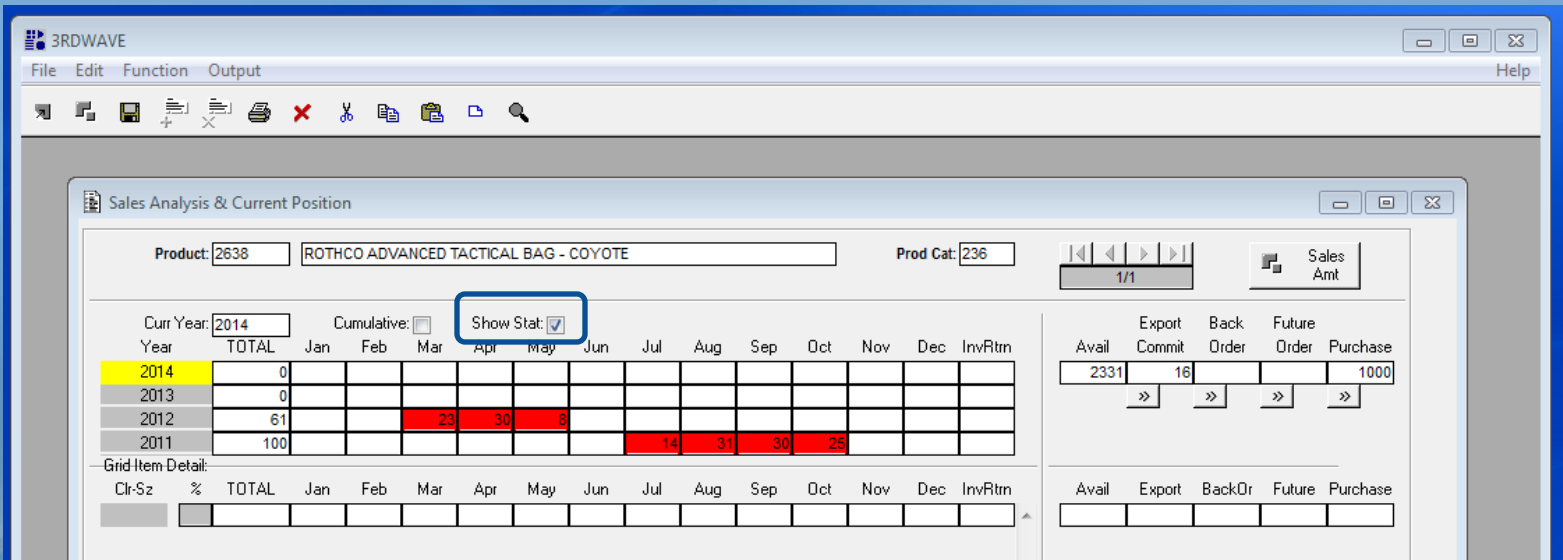 3RDWAVE
File Edit Function Output Help
Sales Analysis & Current Position
Product: 2638 ROTHCO ADVANCED TACTICAL BAG - COYOTE Prod Cat: 236 1/1 Sales Amt
Curr Year: 2014 Cumulative: Show Stat: Export Back Future
Year TOTAL Jan Feb Mar Apr May Jun Jul Aug Sep Oct Nov Dec InvRtrn Avail Commit Order Order Purchase
2014 0 2331 16 1000
2013 0 » » » »
2012 61 23 30 8
2011 100 14 31 30 25
Grid Item Detail:
Clr-Sz % TOTAL Jan Feb Mar Apr May Jun Jul Aug Sep Oct Nov Dec InvRtrn Avail Export BackOr Future Purchase